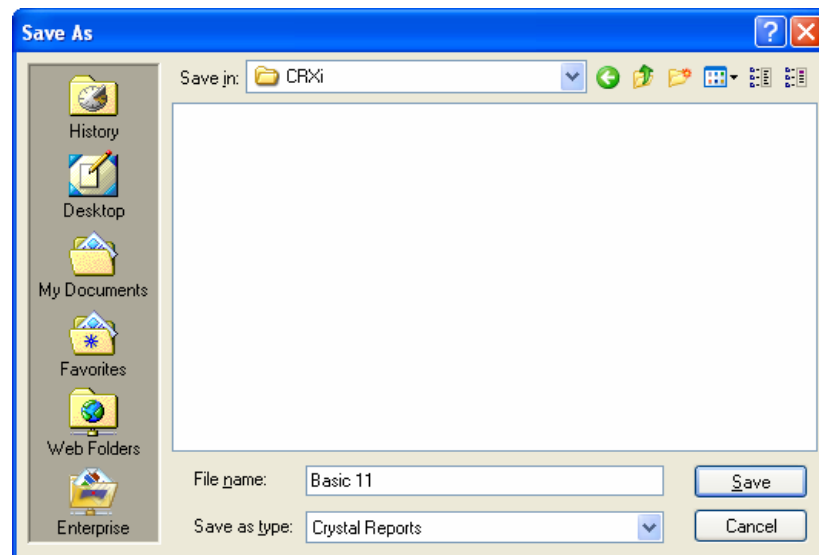 Save As
Save in: CRXi
History
Desktop
My Documents
Favorites
Web Folders
Enterprise
File name: Basic 11 Save
Save as type: Crystal Reports Cancel